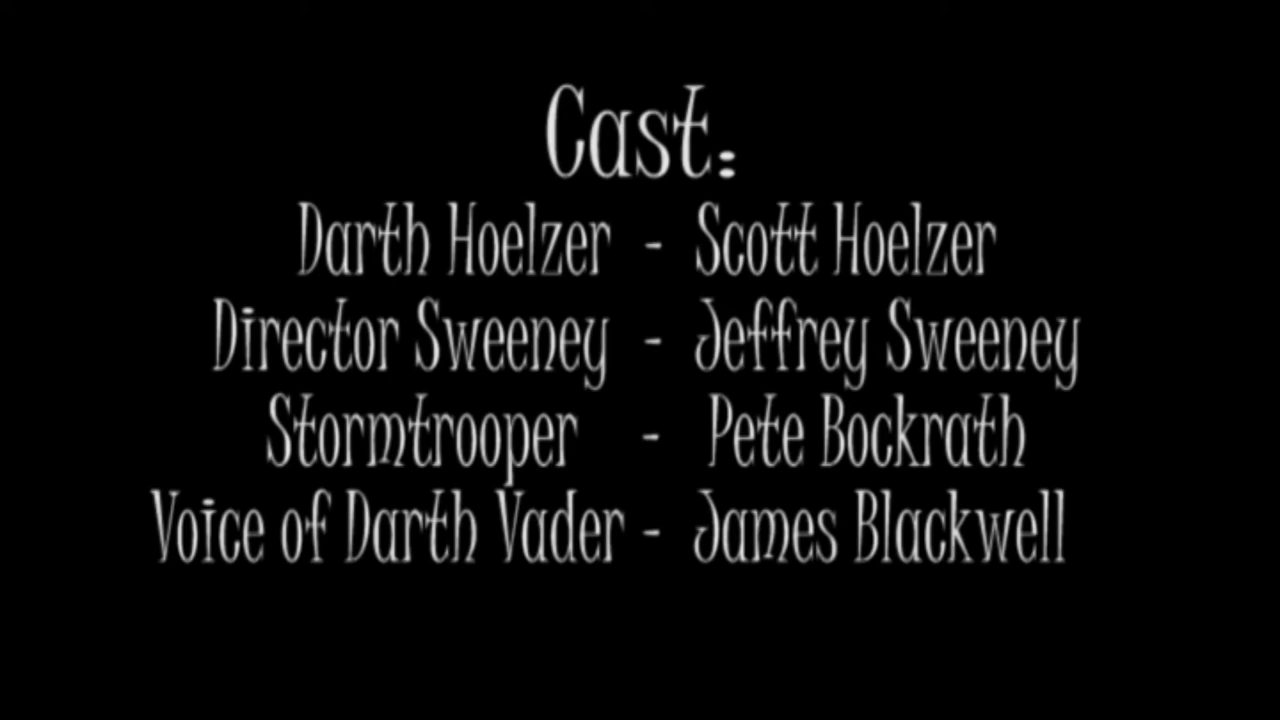 Cast:
Darth Hoelzer - Scott Hoelzer
Director Sweeney - Jeffrey Sweeney
Stormtrooper - Pete Bockrath
Voice of Darth Vader - James Blackwell